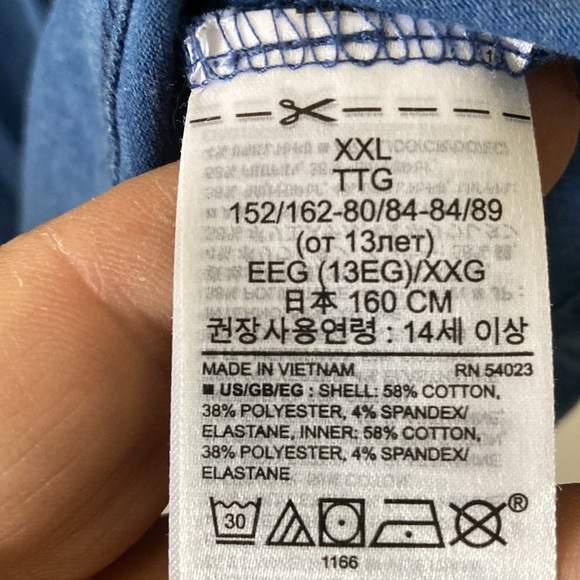 XXL
TTG
152/162-80/84-84/89
(от 13лет)
EEG (13EG)/XXG
日本 160 CM
권장사용연령 : 14세 이상
MADE IN VIETNAM RN 54023
■ US/GB/EG : SHELL: 58% COTTON,
38% POLYESTER, 4% SPANDEX/
ELASTANE, INNER: 58% COTTON,
38% POLYESTER, 4% SPANDEX/
ELASTANE
30 ®
1166